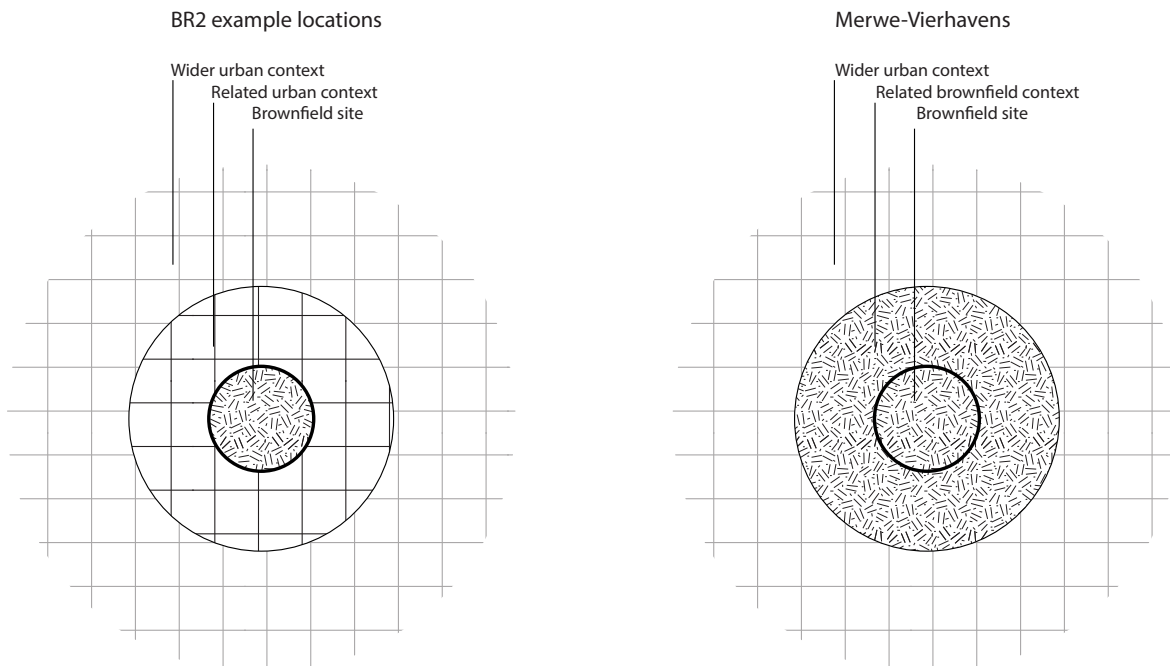 BR2 example locations
Wider urban context
Related urban context
Brownfield site
Merwe-Vierhavens
Wider urban context
Related brownfield context
Brownfield site